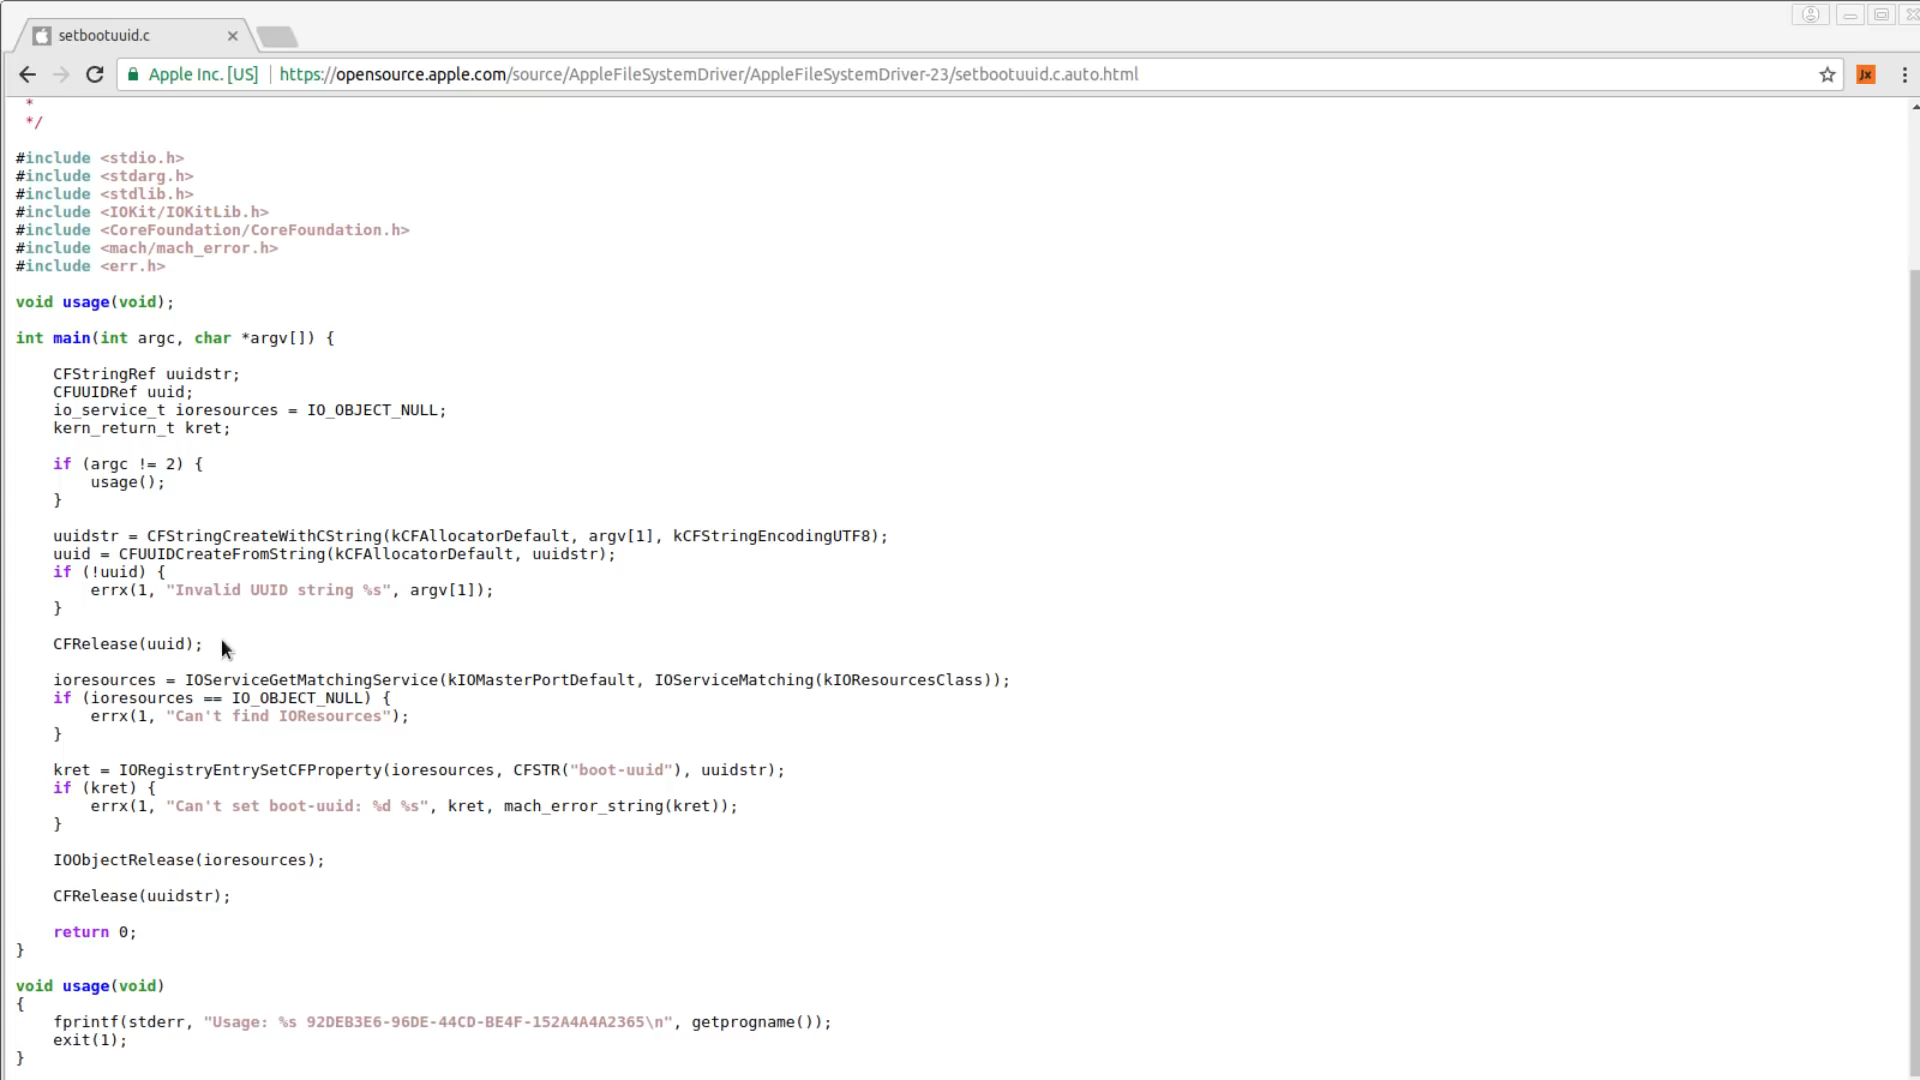 setbootuuid.c
Apple Inc. [US] https://opensource.apple.com/source/AppleFileSystemDriver/AppleFileSystemDriver-23/setbootuuid.c.auto.html
Jx
*
*/
#include <stdio.h>
#include <stdarg.h>
#include <stdlib.h>
#include <IOKit/IOKitLib.h>
#include <CoreFoundation/CoreFoundation.h>
#include <mach/mach_error.h>
#include <err.h>
void usage(void);
int main(int argc, char *argv[]) {
CFStringRef uuidstr;
CFUUIDRef uuid;
io_service_t ioresources = IO_OBJECT_NULL;
kern_return_t kret;
if (argc != 2) {
usage();
}
uuidstr = CFStringCreateWithCString(kCFAllocatorDefault, argv[1], kCFStringEncodingUTF8);
uuid = CFUUIDCreateFromString(kCFAllocatorDefault, uuidstr);
if (!uuid) {
errx(1, "Invalid UUID string %s", argv[1]);
}
CFRelease(uuid);
ioresources = IOServiceGetMatchingService(kIOMasterPortDefault, IOServiceMatching(kIOResourcesClass));
if (ioresources == IO_OBJECT_NULL) {
errx(1, "Can't find IOResources");
}
kret = IORegistryEntrySetCFProperty(ioresources, CFSTR("boot-uuid"), uuidstr);
if (kret) {
errx(1, "Can't set boot-uuid: %d %s", kret, mach_error_string(kret));
}
IOObjectRelease(ioresources);
CFRelease(uuidstr);
return 0;
}
void usage(void)
{
fprintf(stderr, "Usage: %s 92DEB3E6-96DE-44CD-BE4F-152A4A4A2365\n", getprogname());
exit(1);
}